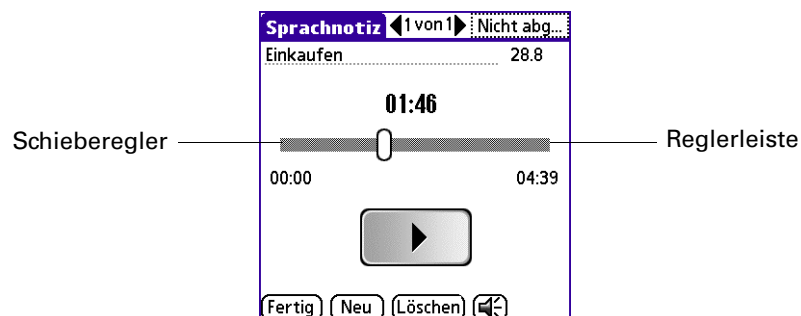 Sprachnotiz 1 von 1 Nicht abg...
Einkaufen 28.8
01:46
Schieberegler Reglerleiste
00:00 04:39
Fertig Neu Löschen